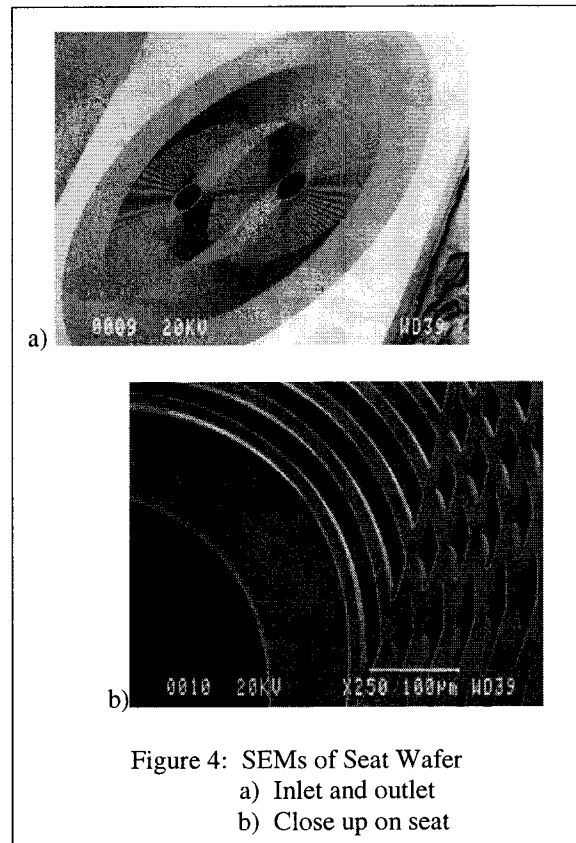 0009 20KV WD39
a)
0010 20KV X250 100µm WD39
b)
Figure 4: SEMs of Seat Wafer
a) Inlet and outlet
b) Close up on seat